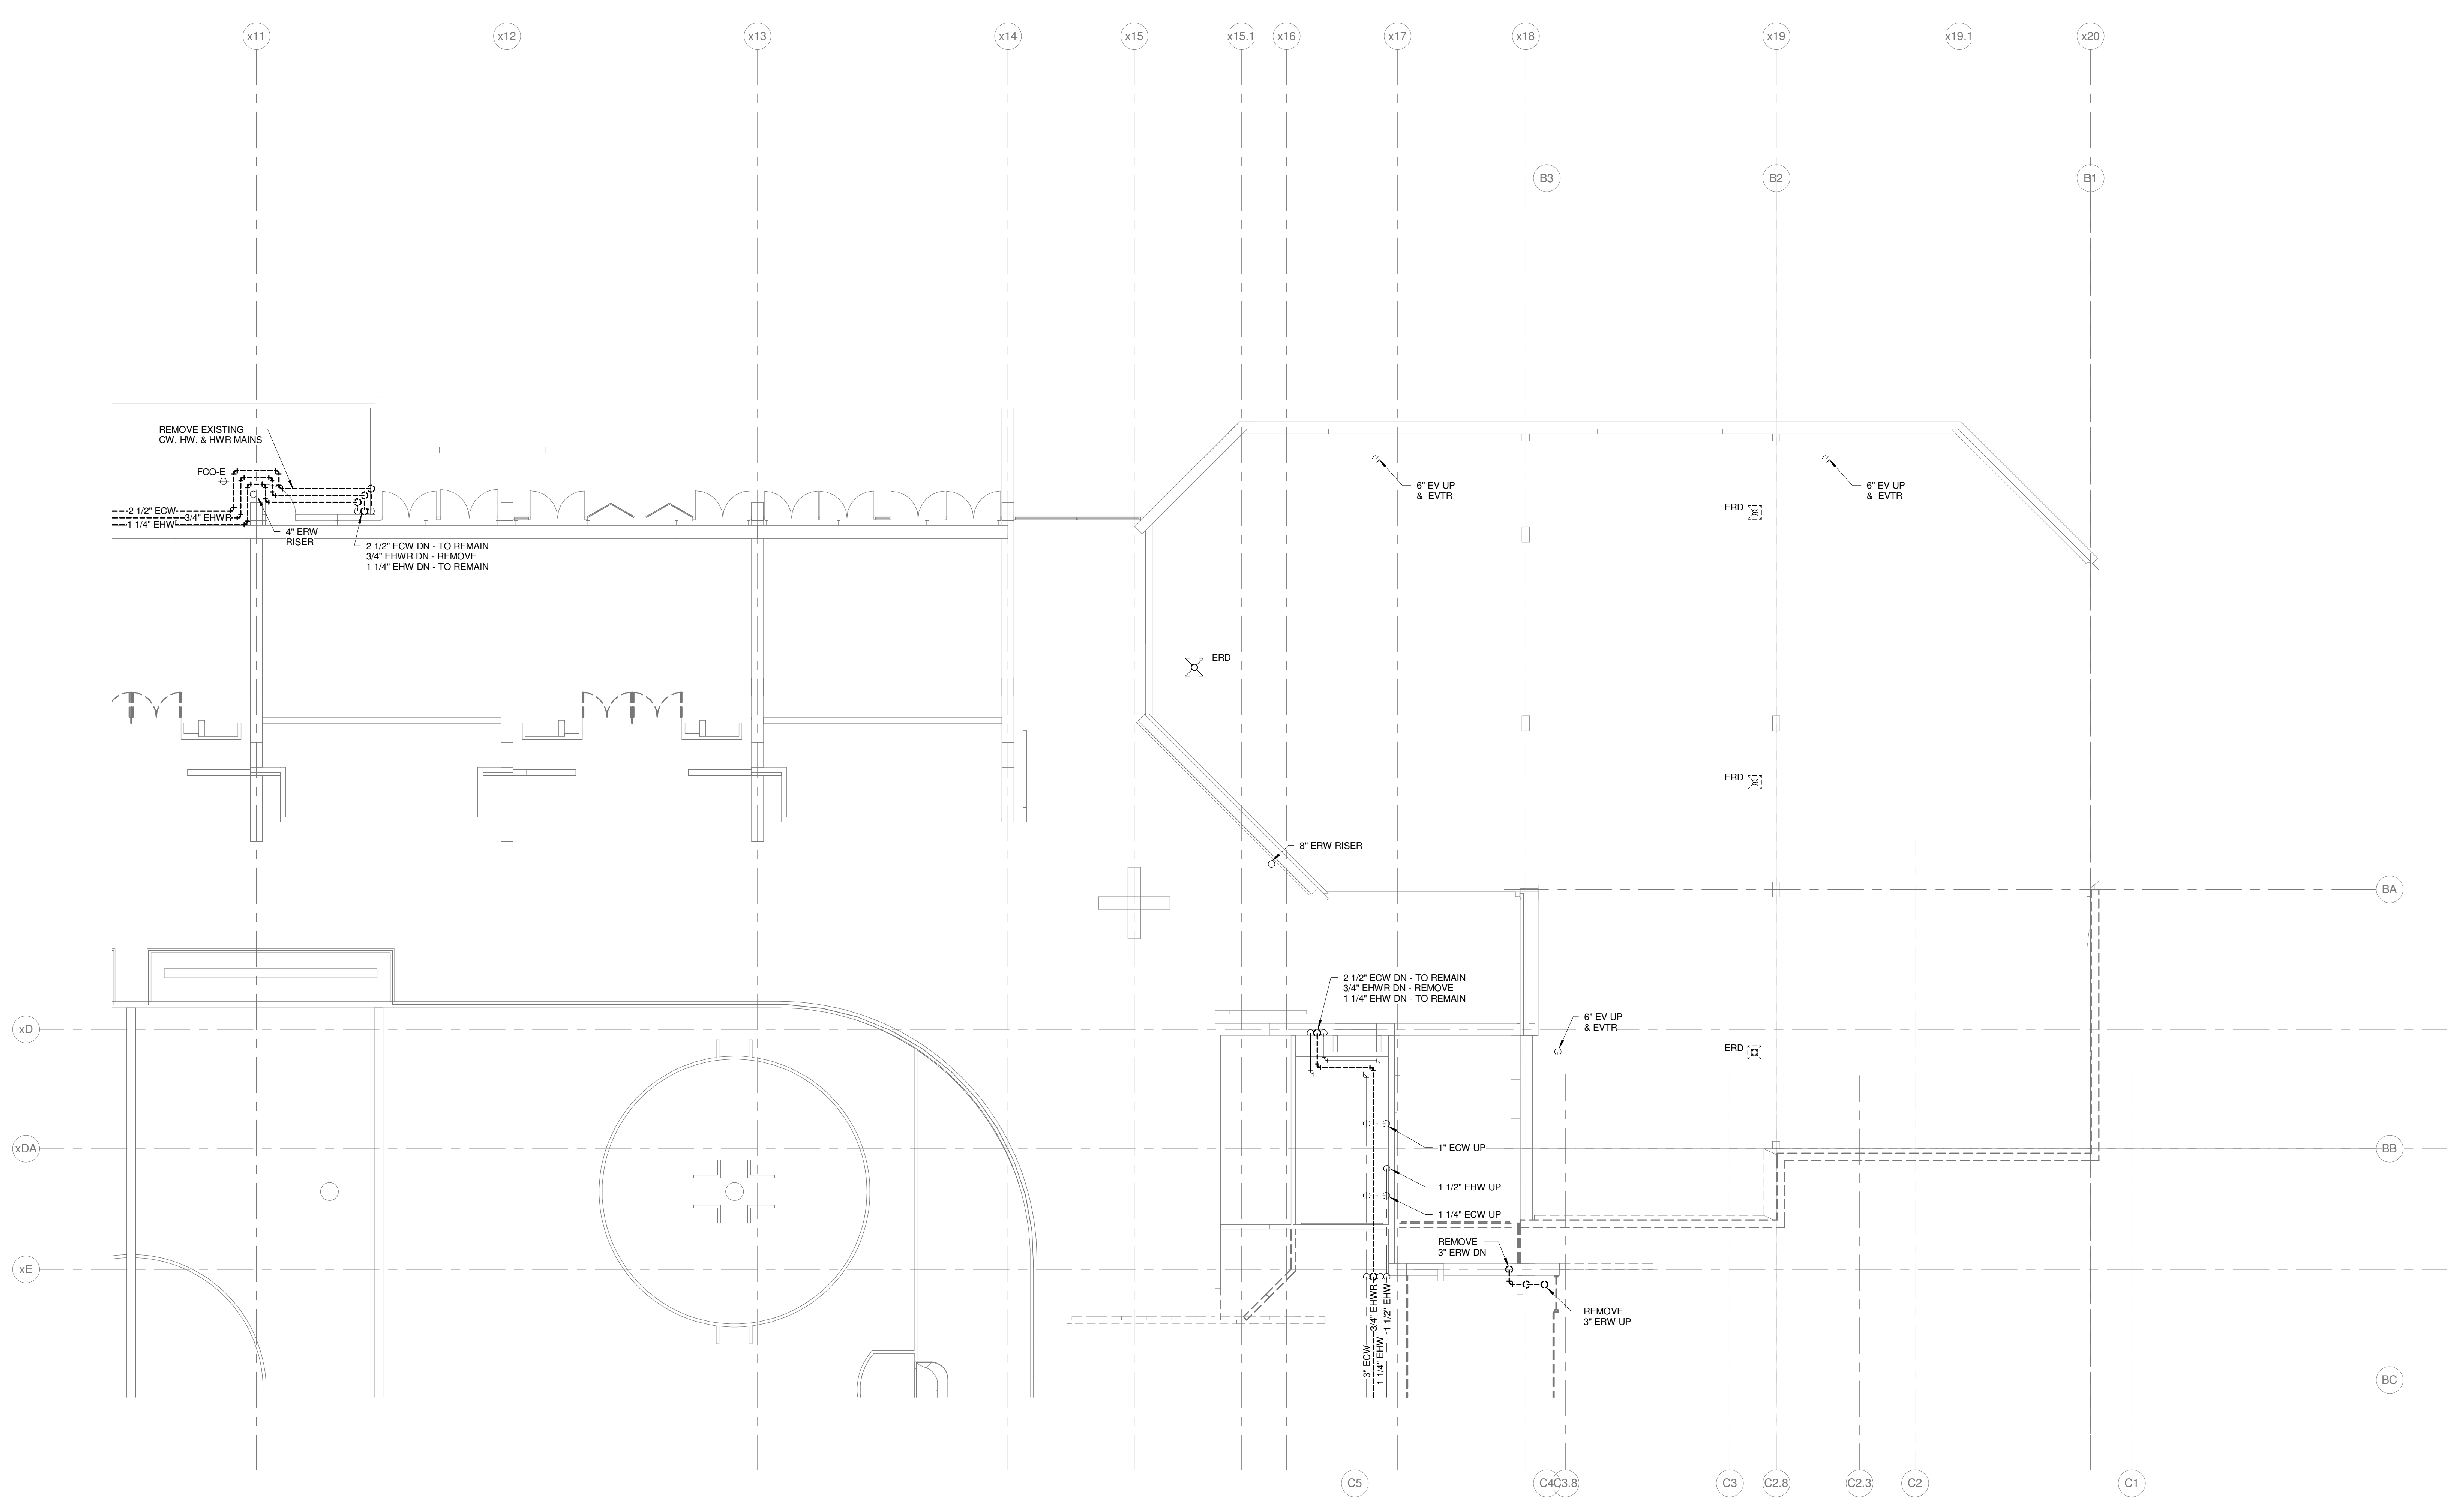 x11
x12
x13
x14
x15
x15.1
x16
x17
x18
x19
x19.1
x20
B3
B2
B1
REMOVE EXISTING
CW, HW, & HWR MAINS
FCO-E
2 1/2" ECW
3/4" EHWR
1 1/4" EHW
4" ERW
RISER
2 1/2" ECW DN - TO REMAIN
3/4" EHWR DN - REMOVE
1 1/4" EHW DN - TO REMAIN
6" EV UP
& EVTR
6" EV UP
& EVTR
ERD
ERD
ERD
8" ERW RISER
BA
2 1/2" ECW DN - TO REMAIN
3/4" EHWR DN - REMOVE
1 1/4" EHW DN - TO REMAIN
6" EV UP
& EVTR
ERD
xD
xDA
1" ECW UP
BB
1 1/2" EHW UP
1 1/4" ECW UP
REMOVE
3" ERW DN
xE
REMOVE
3" ERW UP
3" ECW
3/4" EHWR
1 1/4" EHW
1 1/2" EHW
BC
C5
C4
C3.8
C3
C2.8
C2.3
C2
C1